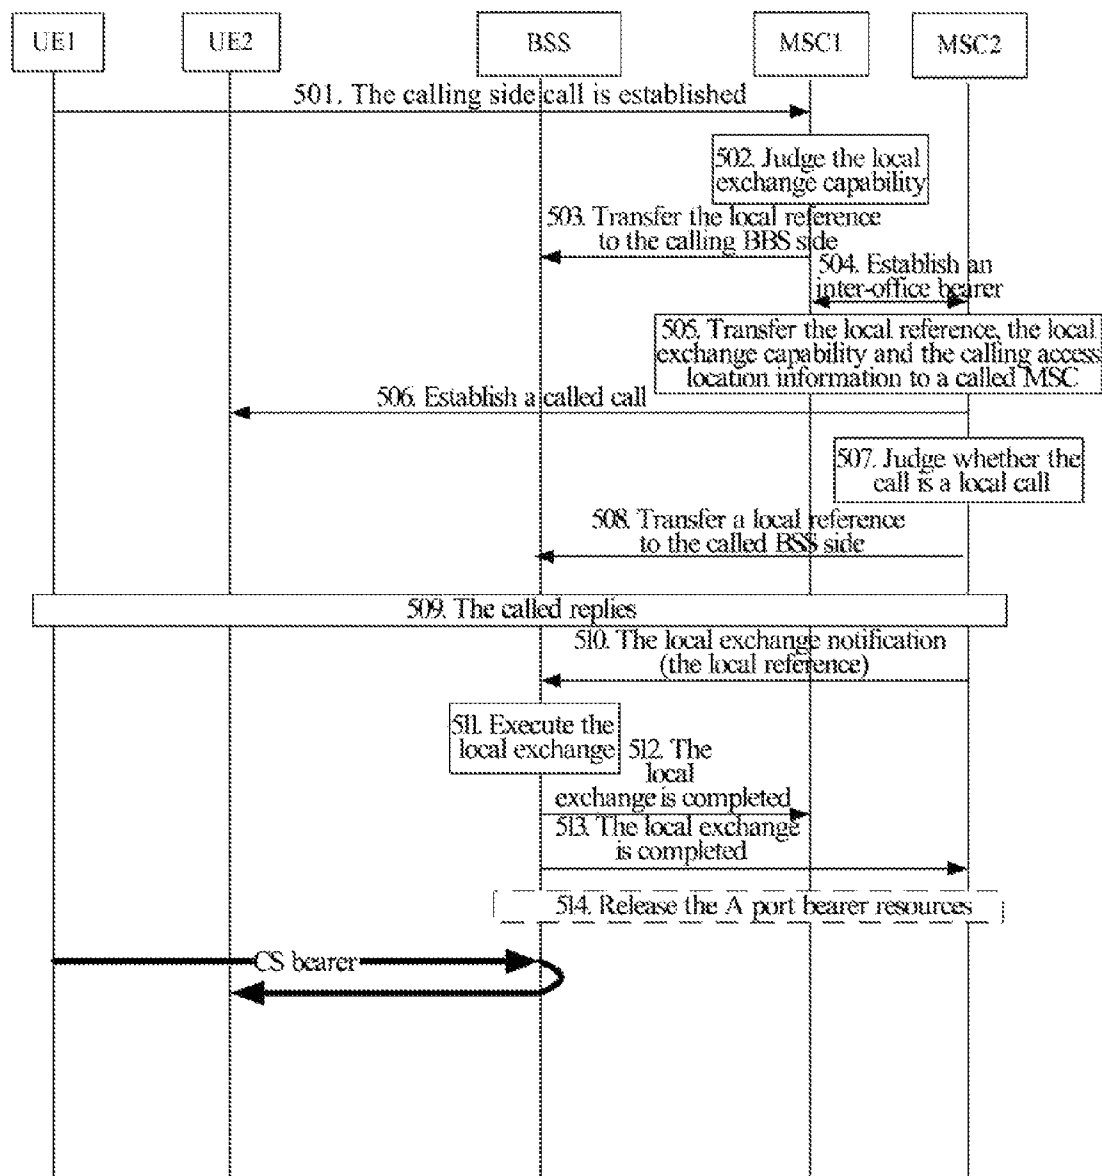 UE1
UE2
BSS
MSC1
MSC2
501. The calling side call is established
502. Judge the local
exchange capability
503. Transfer the local reference
to the calling BBS side
504. Establish an
inter-office bearer
505. Transfer the local reference, the local
exchange capability and the calling access
location information to a called MSC
506. Establish a called call
507. Judge whether the
call is a local call
508. Transfer a local reference
to the called BSS side
509. The called replies
510. The local exchange notification
(the local reference)
511. Execute the
local exchange
512. The
local
exchange is completed
513. The local exchange
is completed
514. Release the A port bearer resources
CS bearer